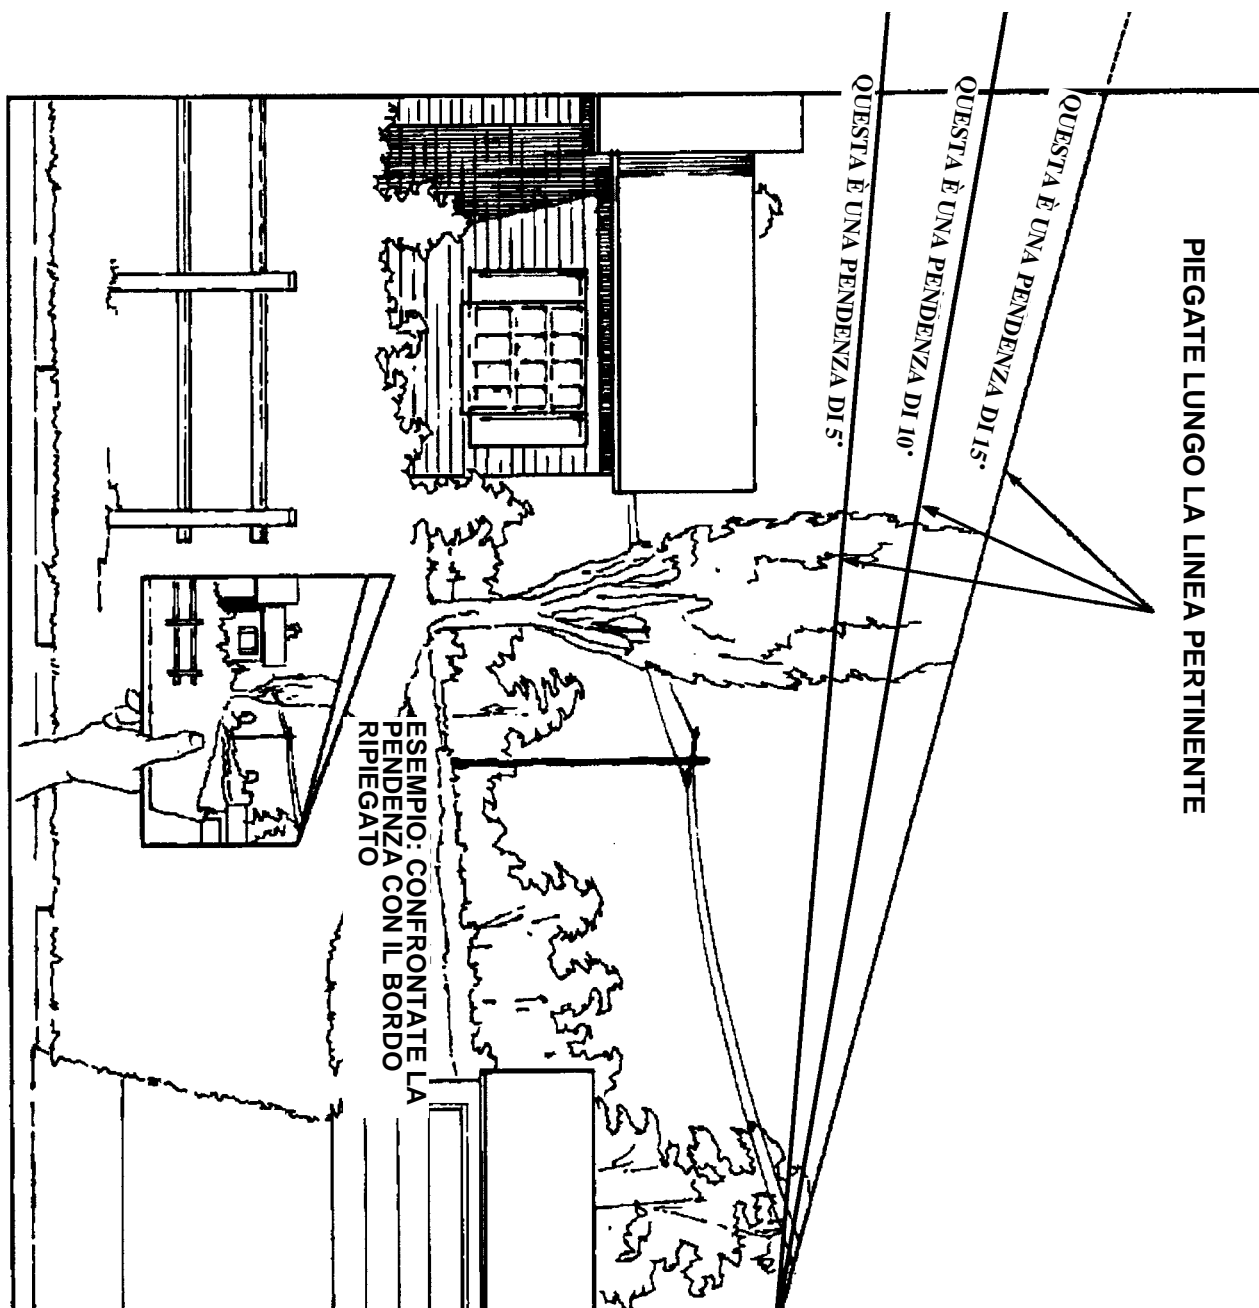 PIEGATE LUNGO LA LINEA PERTINENTE
QUESTA È UNA PENDENZA DI 15°
QUESTA È UNA PENDENZA DI 10°
QUESTA È UNA PENDENZA DI 5°
ESEMPIO: CONFRONTATE LA
PENDENZA CON IL BORDO
RIPIEGATO